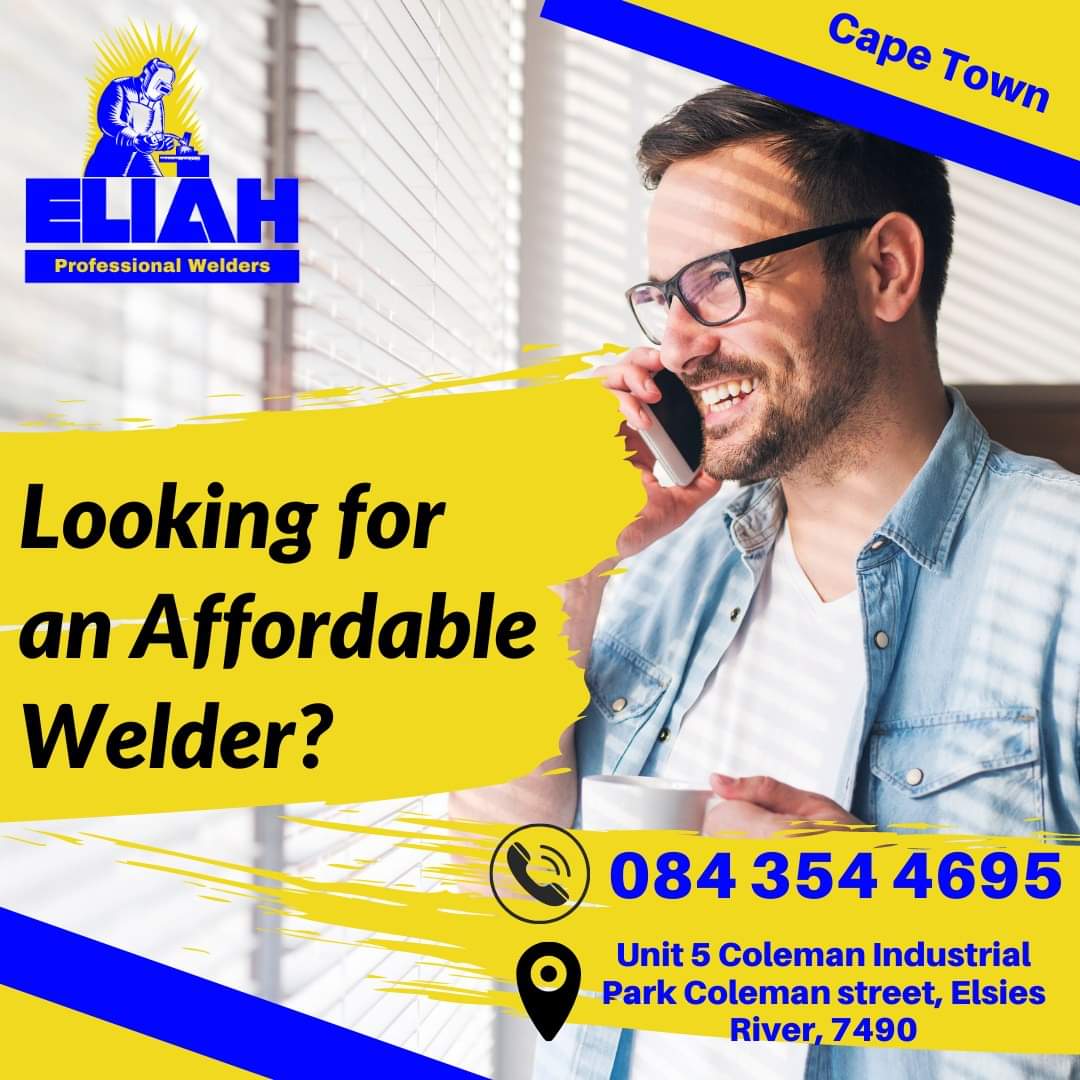 ELIAH
Professional Welders
Cape Town
Looking for
an Affordable
Welder?
084 354 4695
Unit 5 Coleman Industrial
Park Coleman street, Elsies
River, 7490